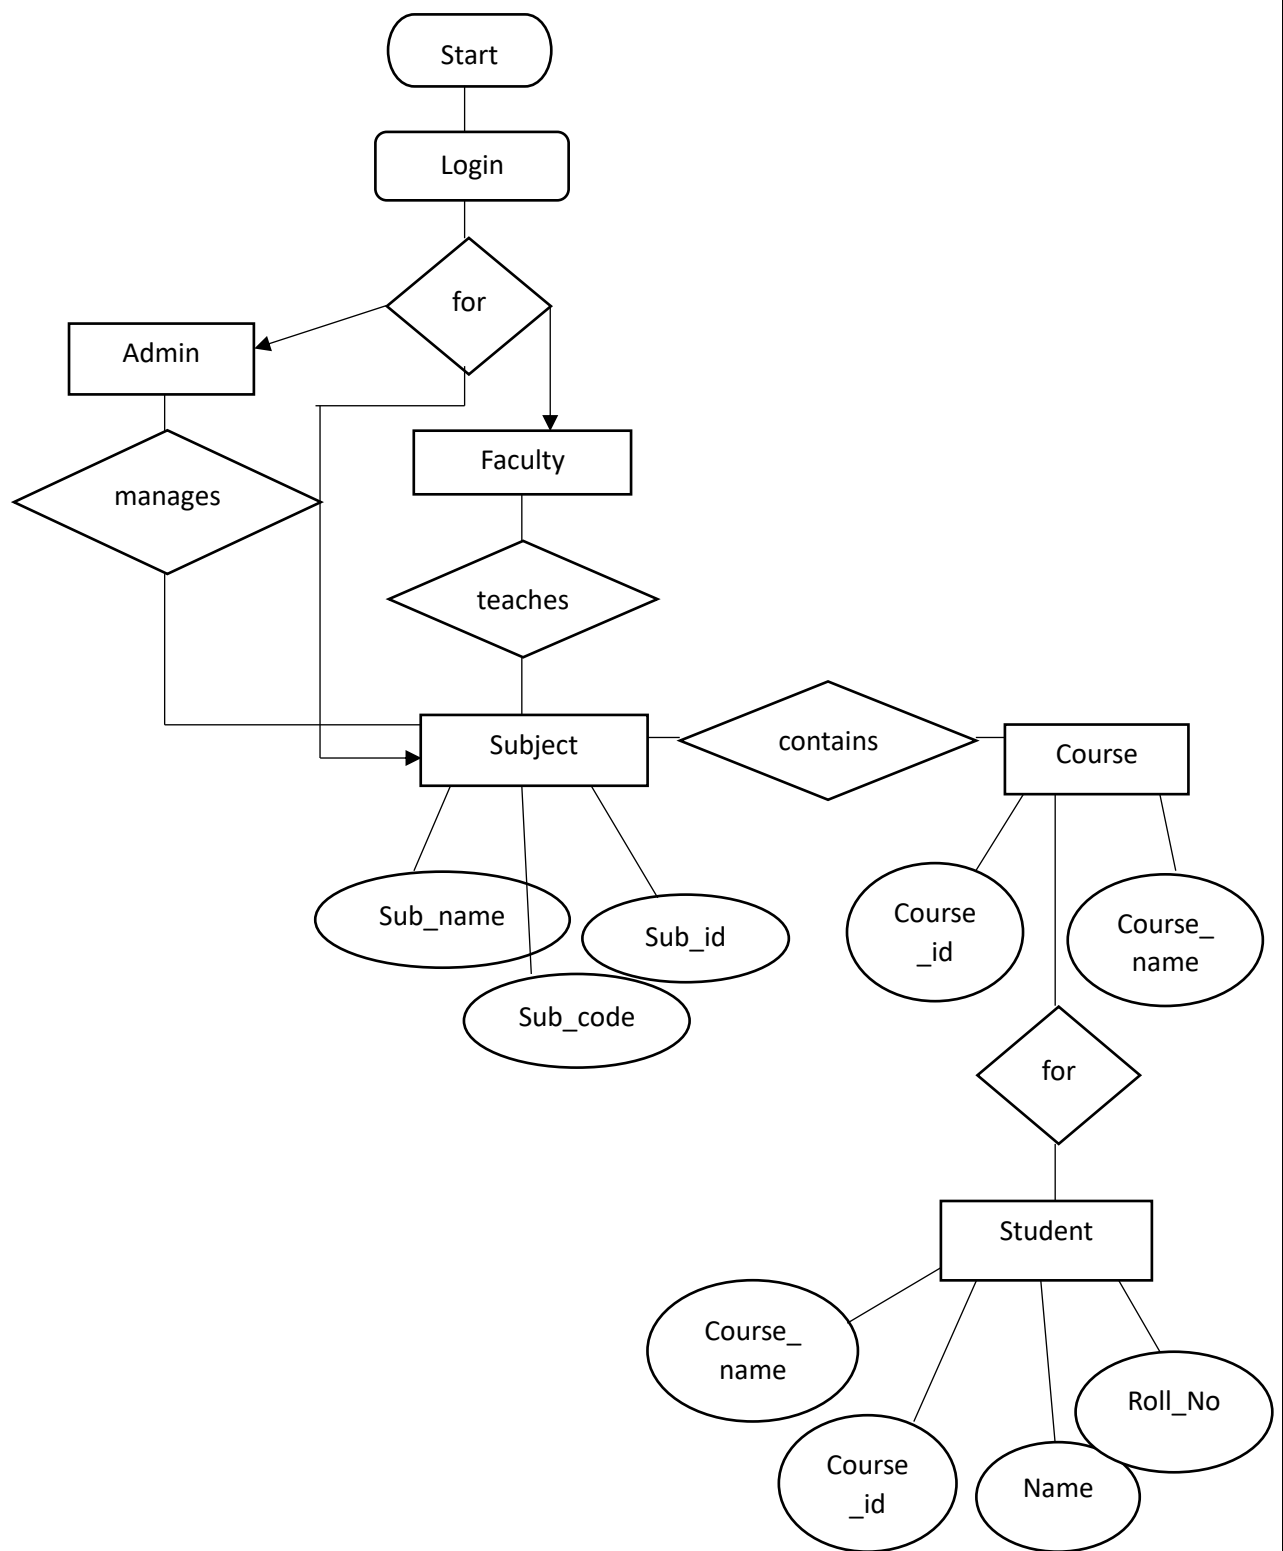 Start
Login
for
Admin
Faculty
manages
teaches
Subject
contains
Course
Sub_name
Sub_id
Course
_id
Course_
name
Sub_code
for
Student
Course_
name
Roll_No
Course
_id
Name